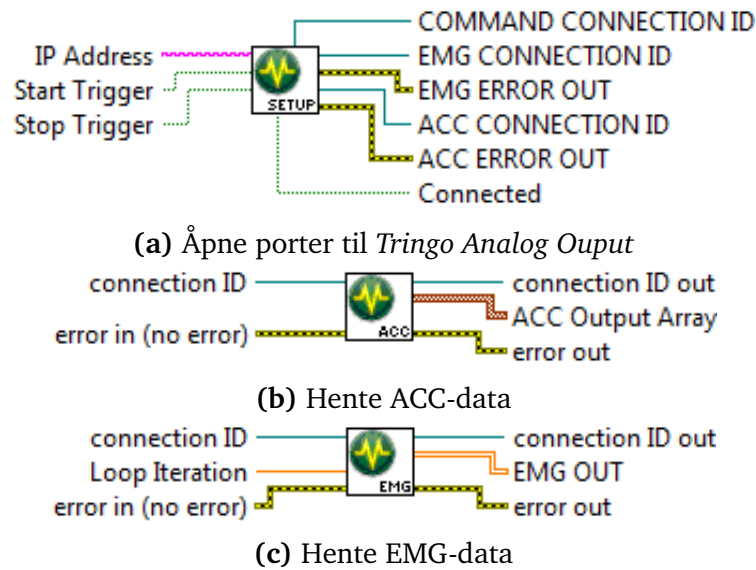 COMMAND CONNECTION ID
IP Address
EMG CONNECTION ID
Start Trigger
EMG ERROR OUT
Stop Trigger
ACC CONNECTION ID
SETUP
ACC ERROR OUT
Connected
(a) Åpne porter til Tringo Analog Ouput
connection ID
connection ID out
ACC Output Array
error in (no error)
ACC
error out
(b) Hente ACC-data
connection ID
connection ID out
Loop Iteration
EMG OUT
error in (no error)
EMG
error out
(c) Hente EMG-data